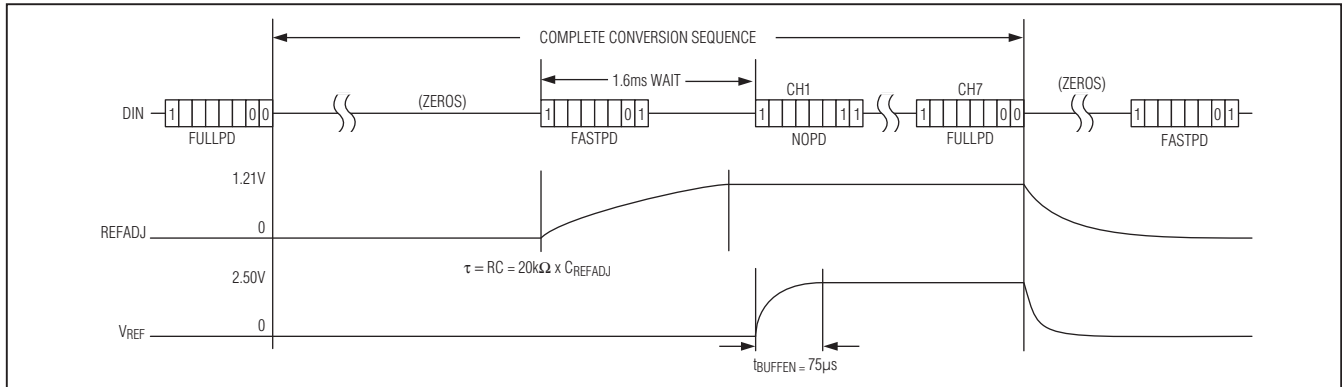 COMPLETE CONVERSION SEQUENCE
1.6ms WAIT
DIN
1 0 0
FULLPD
(ZEROS)
1 0 1
FASTPD
CH1
1 1 1
NOPD
CH7
1 0 0
FULLPD
(ZEROS)
1 0 1
FASTPD
1.21V
REFADJ
0
τ = RC = 20kΩ x CREFADJ
2.50V
VREF
0
tBUFFEN = 75μs